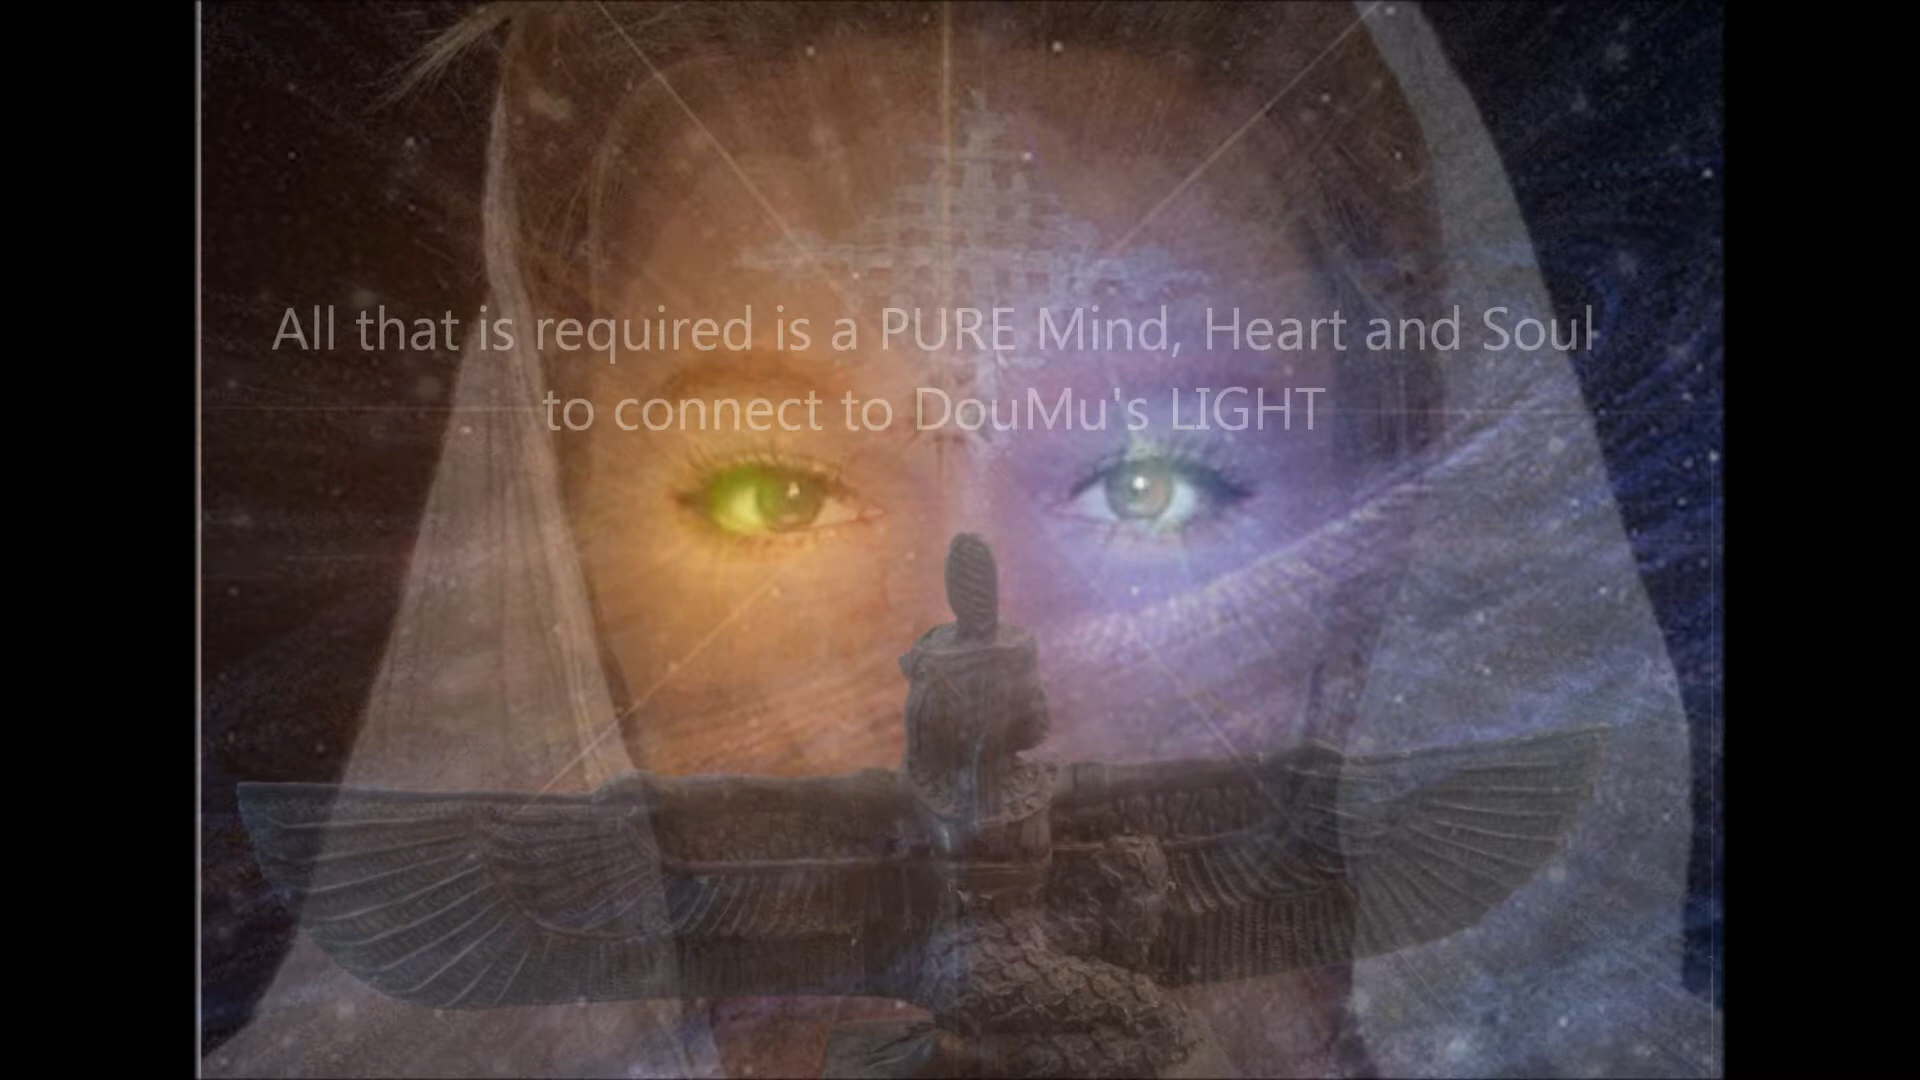 All that is required is a PURE Mind, Heart and Soul
to connect to DouMu's LIGHT